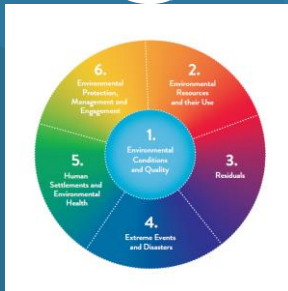 1.
Environmental
Conditions
and Quality
2.
Environmental
Resources
and their Use
3.
Residuals
4.
Extreme Events
and Disasters
5.
Human
Settlements and
Environmental
Health
6.
Environmental
Protection,
Management and
Engagement